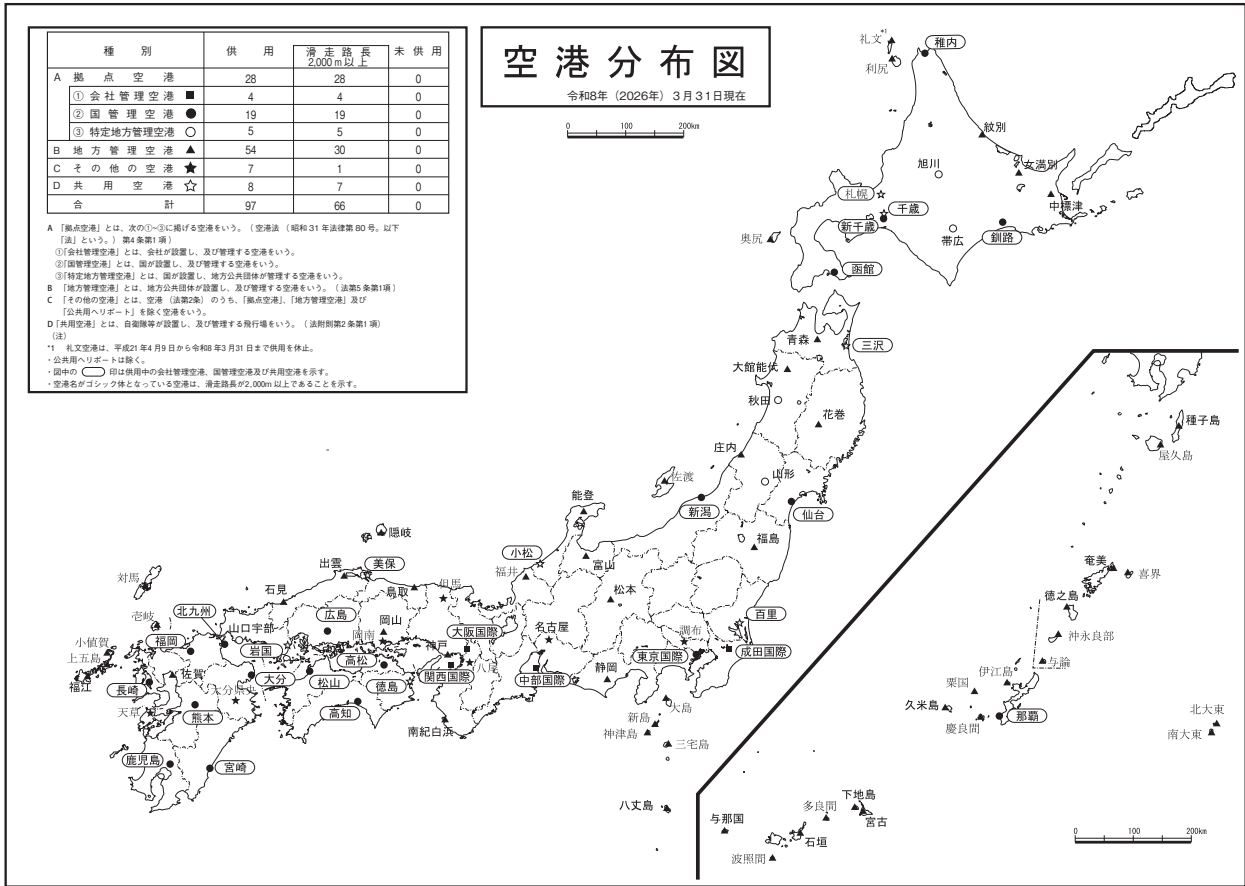 空港分布図
令和8年（2026年）3月31日現在
0 100 200km
種別 供用 滑走路長2,000m以上 未供用
A 拠点空港 28 28 0
①会社管理空港 ■ 4 4 0
②国管理空港 ● 19 19 0
③特定地方管理空港 ○ 5 5 0
B 地方管理空港 ▲ 54 30 0
C その他の空港 ★ 7 1 0
D 共用空港 ☆ 8 7 0
合計 97 66 0
A 「拠点空港」とは、次の①~③に掲げる空港をいう。（空港法（昭和31年法律第80号。以下
「法」という。）第4条第1項）
①「会社管理空港」とは、会社が設置し、及び管理する空港をいう。
②「国管理空港」とは、国が設置し、及び管理する空港をいう。
③「特定地方管理空港」とは、国が設置し、地方公共団体が管理する空港をいう。
B 「地方管理空港」とは、地方公共団体が設置し、及び管理する空港をいう。（法第5条第1項）
C 「その他の空港」とは、空港（法第2条）のうち、「拠点空港」、「地方管理空港」及び
「公共用ヘリポート」を除く空港をいう。
D 「共用空港」とは、自衛隊等が設置し、及び管理する飛行場をいう。（法附則第2条第1項）
（注）
*1 礼文空港は、平成21年4月9日から令和8年3月31日まで供用を休止。
・公共用ヘリポートは除く。
・図中の 印は供用中の会社管理空港、国管理空港及び共用空港を示す。
・空港名がゴシック体となっている空港は、滑走路長が2,000m以上であることを示す。
礼文*1
稚内
利尻
紋別
旭川
女満別
札幌
中標津
千歳
新千歳
帯広
釧路
奥尻
函館
青森
三沢
大館能代
秋田
花巻
庄内
山形
佐渡
新潟
仙台
能登
福島
小松
富山
福井
松本
隠岐
出雲
美保
鳥取
但馬
石見
対馬
壱岐
北九州
山口宇部
広島
岡山
岡南
神戸
大阪国際
名古屋
百里
調布
成田国際
東京国際
小値賀
上五島
福江
福岡
岩国
高松
八尾
関西国際
中部国際
静岡
佐賀
大分
松山
徳島
長崎
大分県央
天草
熊本
高知
南紀白浜
大島
新島
神津島
三宅島
鹿児島
宮崎
八丈島
種子島
屋久島
奄美
喜界
徳之島
沖永良部
与論
伊江島
粟国
久米島
慶良間
那覇
北大東
南大東
下地島
多良間
宮古
与那国
石垣
波照間
0 100 200km